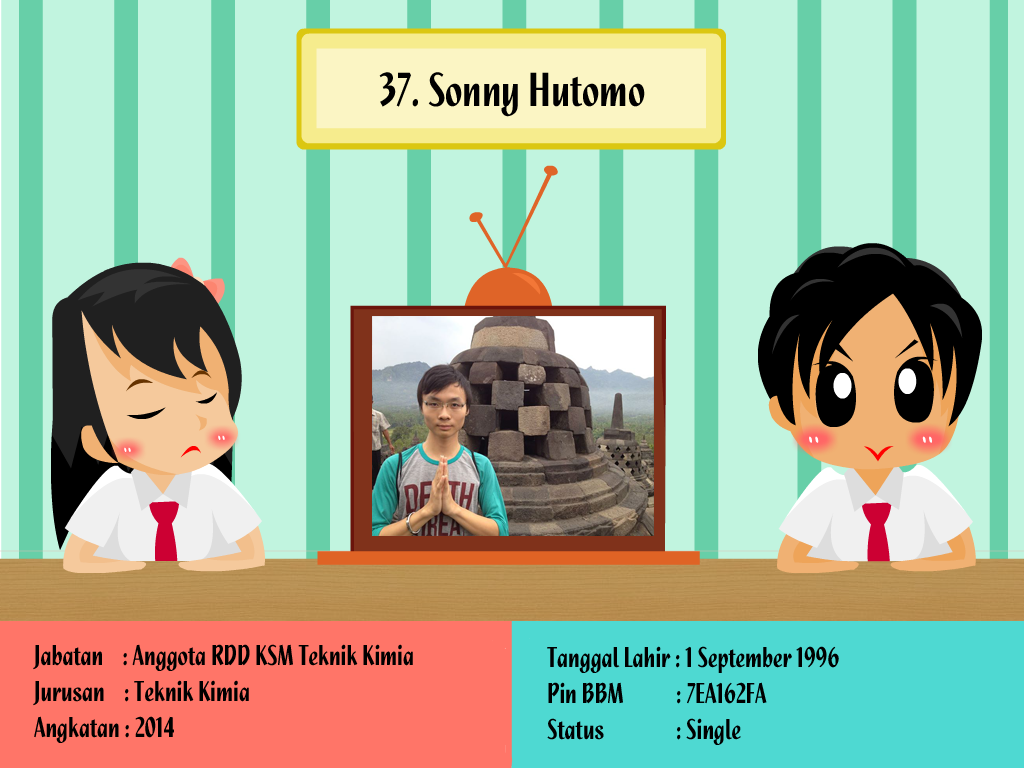 37. Sonny Hutomo
DEATH
Jabatan : Anggota RDD KSM Teknik Kimia
Jurusan : Teknik Kimia
Angkatan : 2014
Tanggal Lahir : 1 September 1996
Pin BBM : 7EA162FA
Status : Single